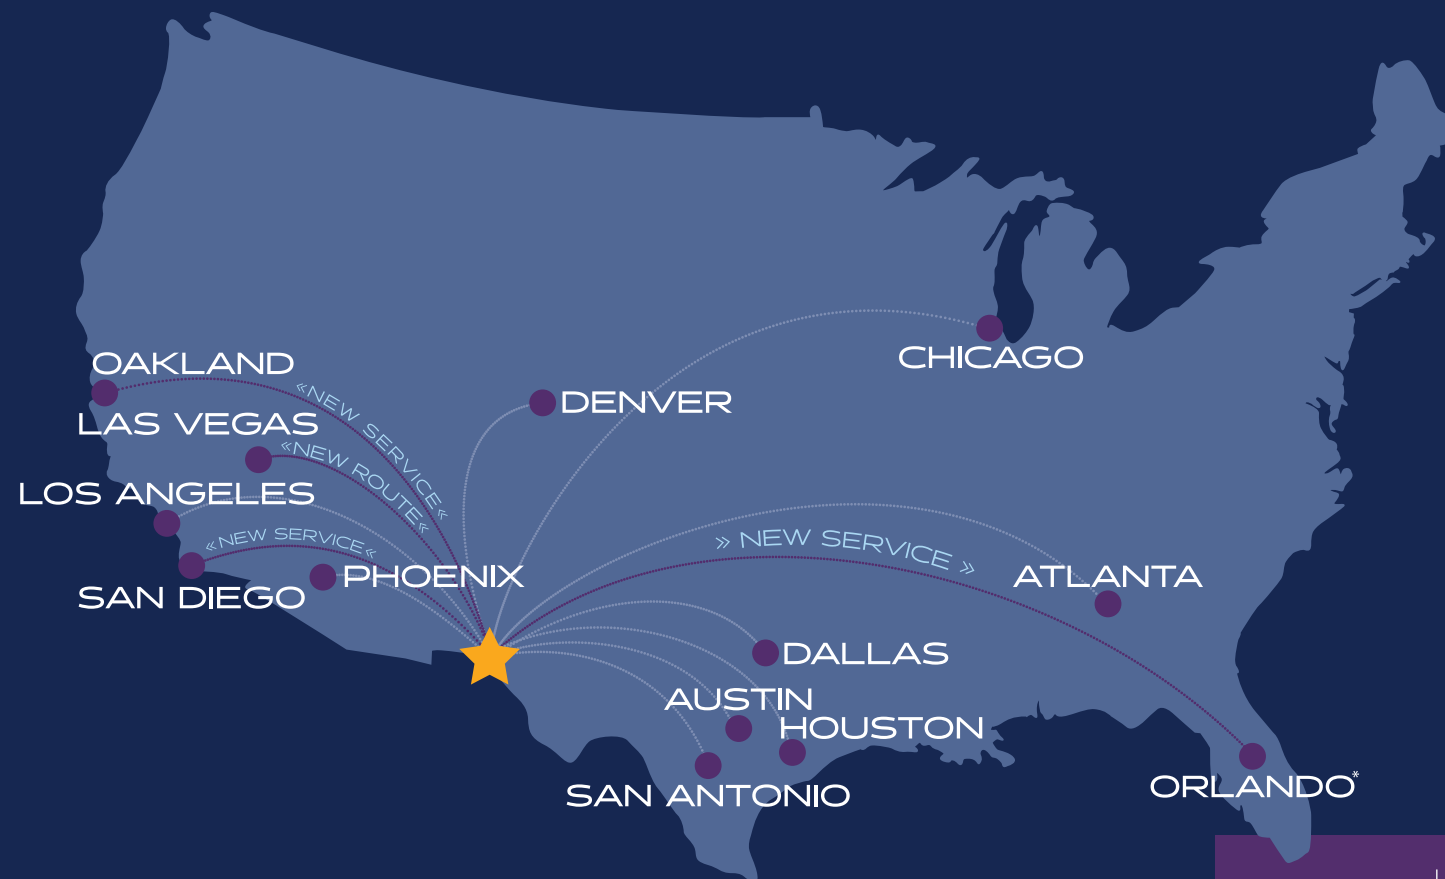 OAKLAND
«NEW SERVICE«
LAS VEGAS
«NEW ROUTE«
LOS ANGELES
«NEW SERVICE«
SAN DIEGO
PHOENIX
DENVER
CHICAGO
» NEW SERVICE »
ATLANTA
DALLAS
AUSTIN
HOUSTON
SAN ANTONIO
ORLANDO*